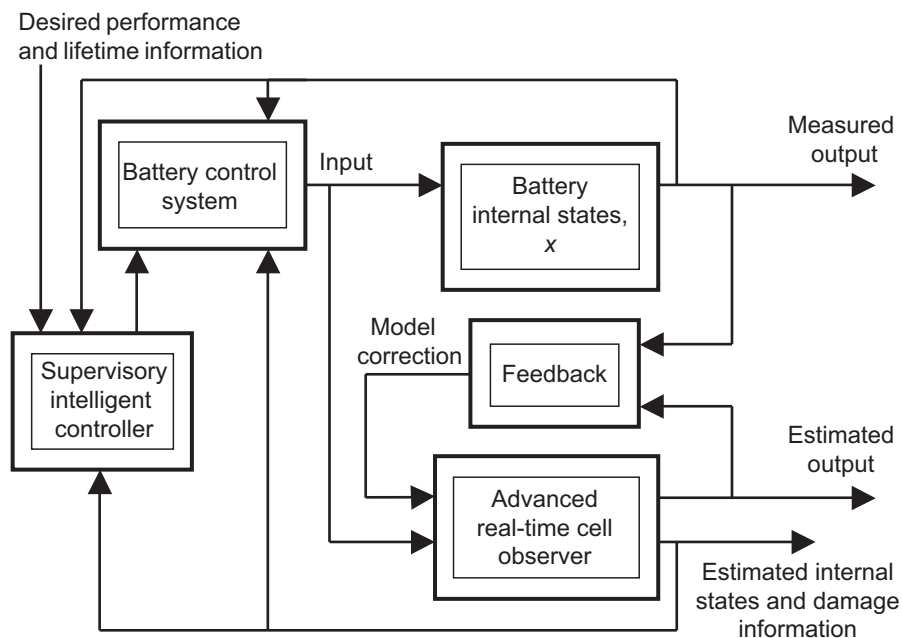 Desired performance
and lifetime information
Battery control
system
Input
Battery
internal states,
x
Measured
output
Supervisory
intelligent
controller
Model
correction
Feedback
Advanced
real-time cell
observer
Estimated
output
Estimated internal
states and damage
information